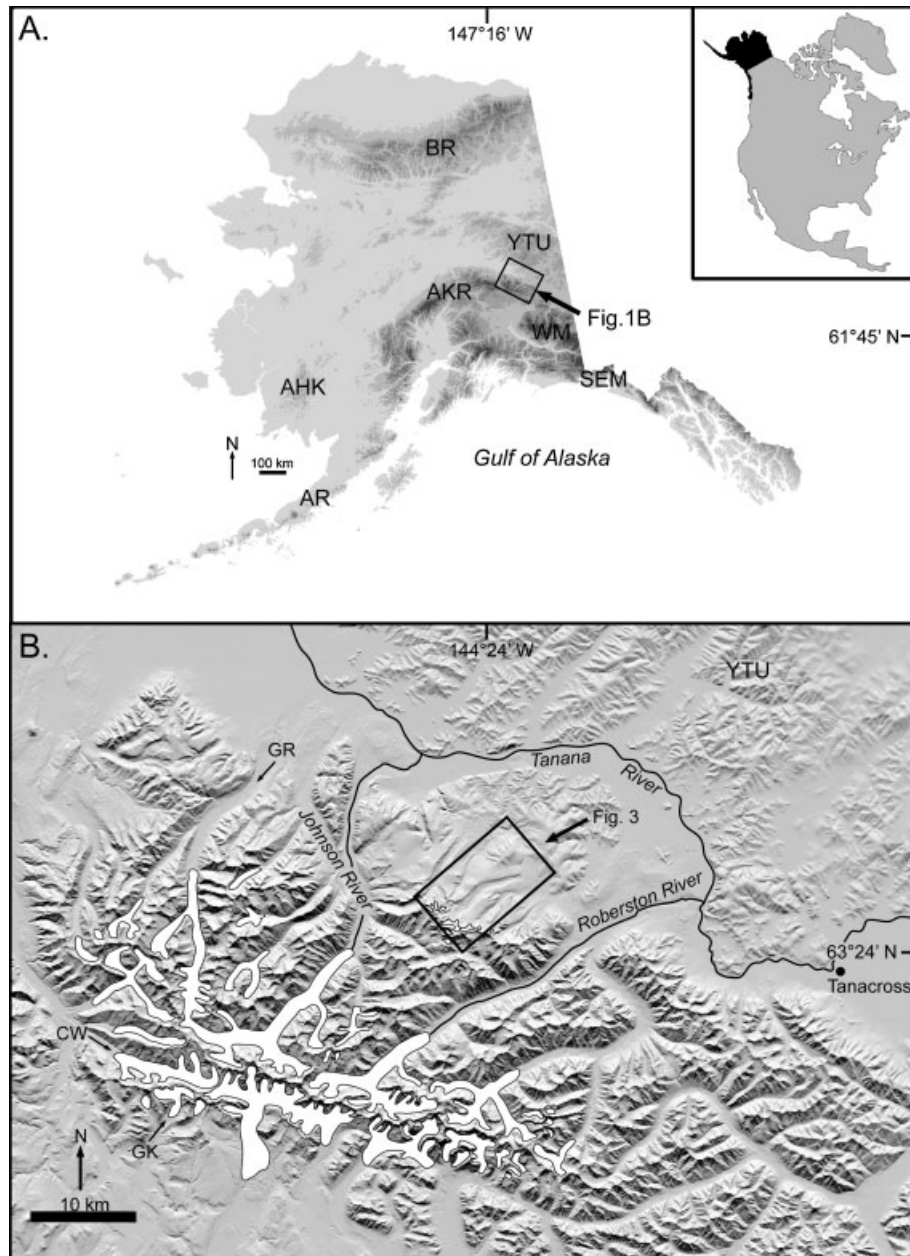 A.
147°16' W
BR
YTU
AKR
Fig.1B
WM
61°45' N
AHK
SEM
N
100 km
Gulf of Alaska
AR
B.
144°24' W
YTU
GR
Tanana
River
Fig. 3
Johnson River
Roberston River
63°24' N
Tanacross
CW
GK
N
10 km